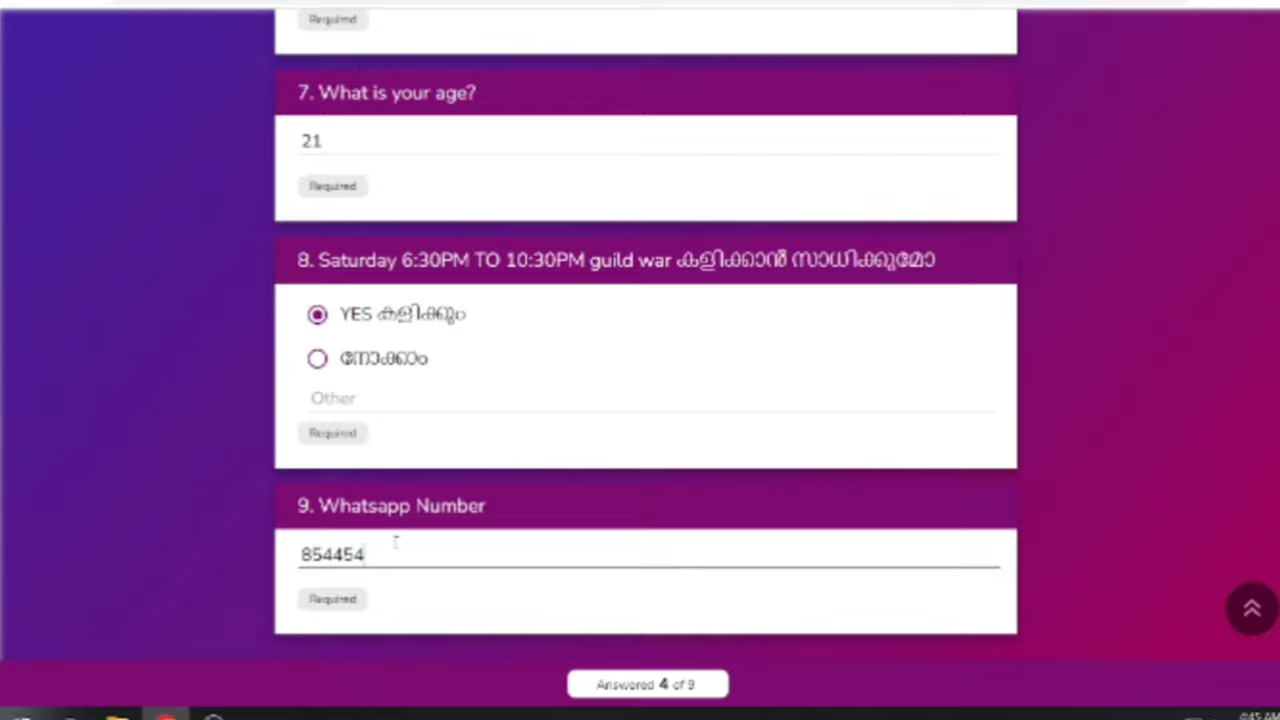 Required
7. What is your age?
21
Required
8. Saturday 6:30PM TO 10:30PM guild war കളിക്കാൻ സാധിക്കുമോ
YES കളിക്കും
നോക്കാം
Other
Required
9. Whatsapp Number
854454
Required
Answered 4 of 9